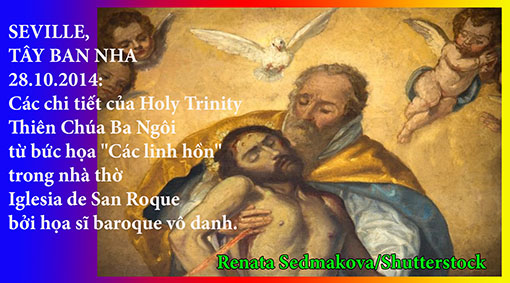 SEVILLE,
TÂY BAN NHA
28.10.2014:
Các chi tiết của Holy Trinity
Thiên Chúa Ba Ngôi
từ bức họa "Các linh hồn"
trong nhà thờ
Iglesia de San Roque
bởi họa sĩ baroque vô danh.
Renata Sedmakova/Shutterstock